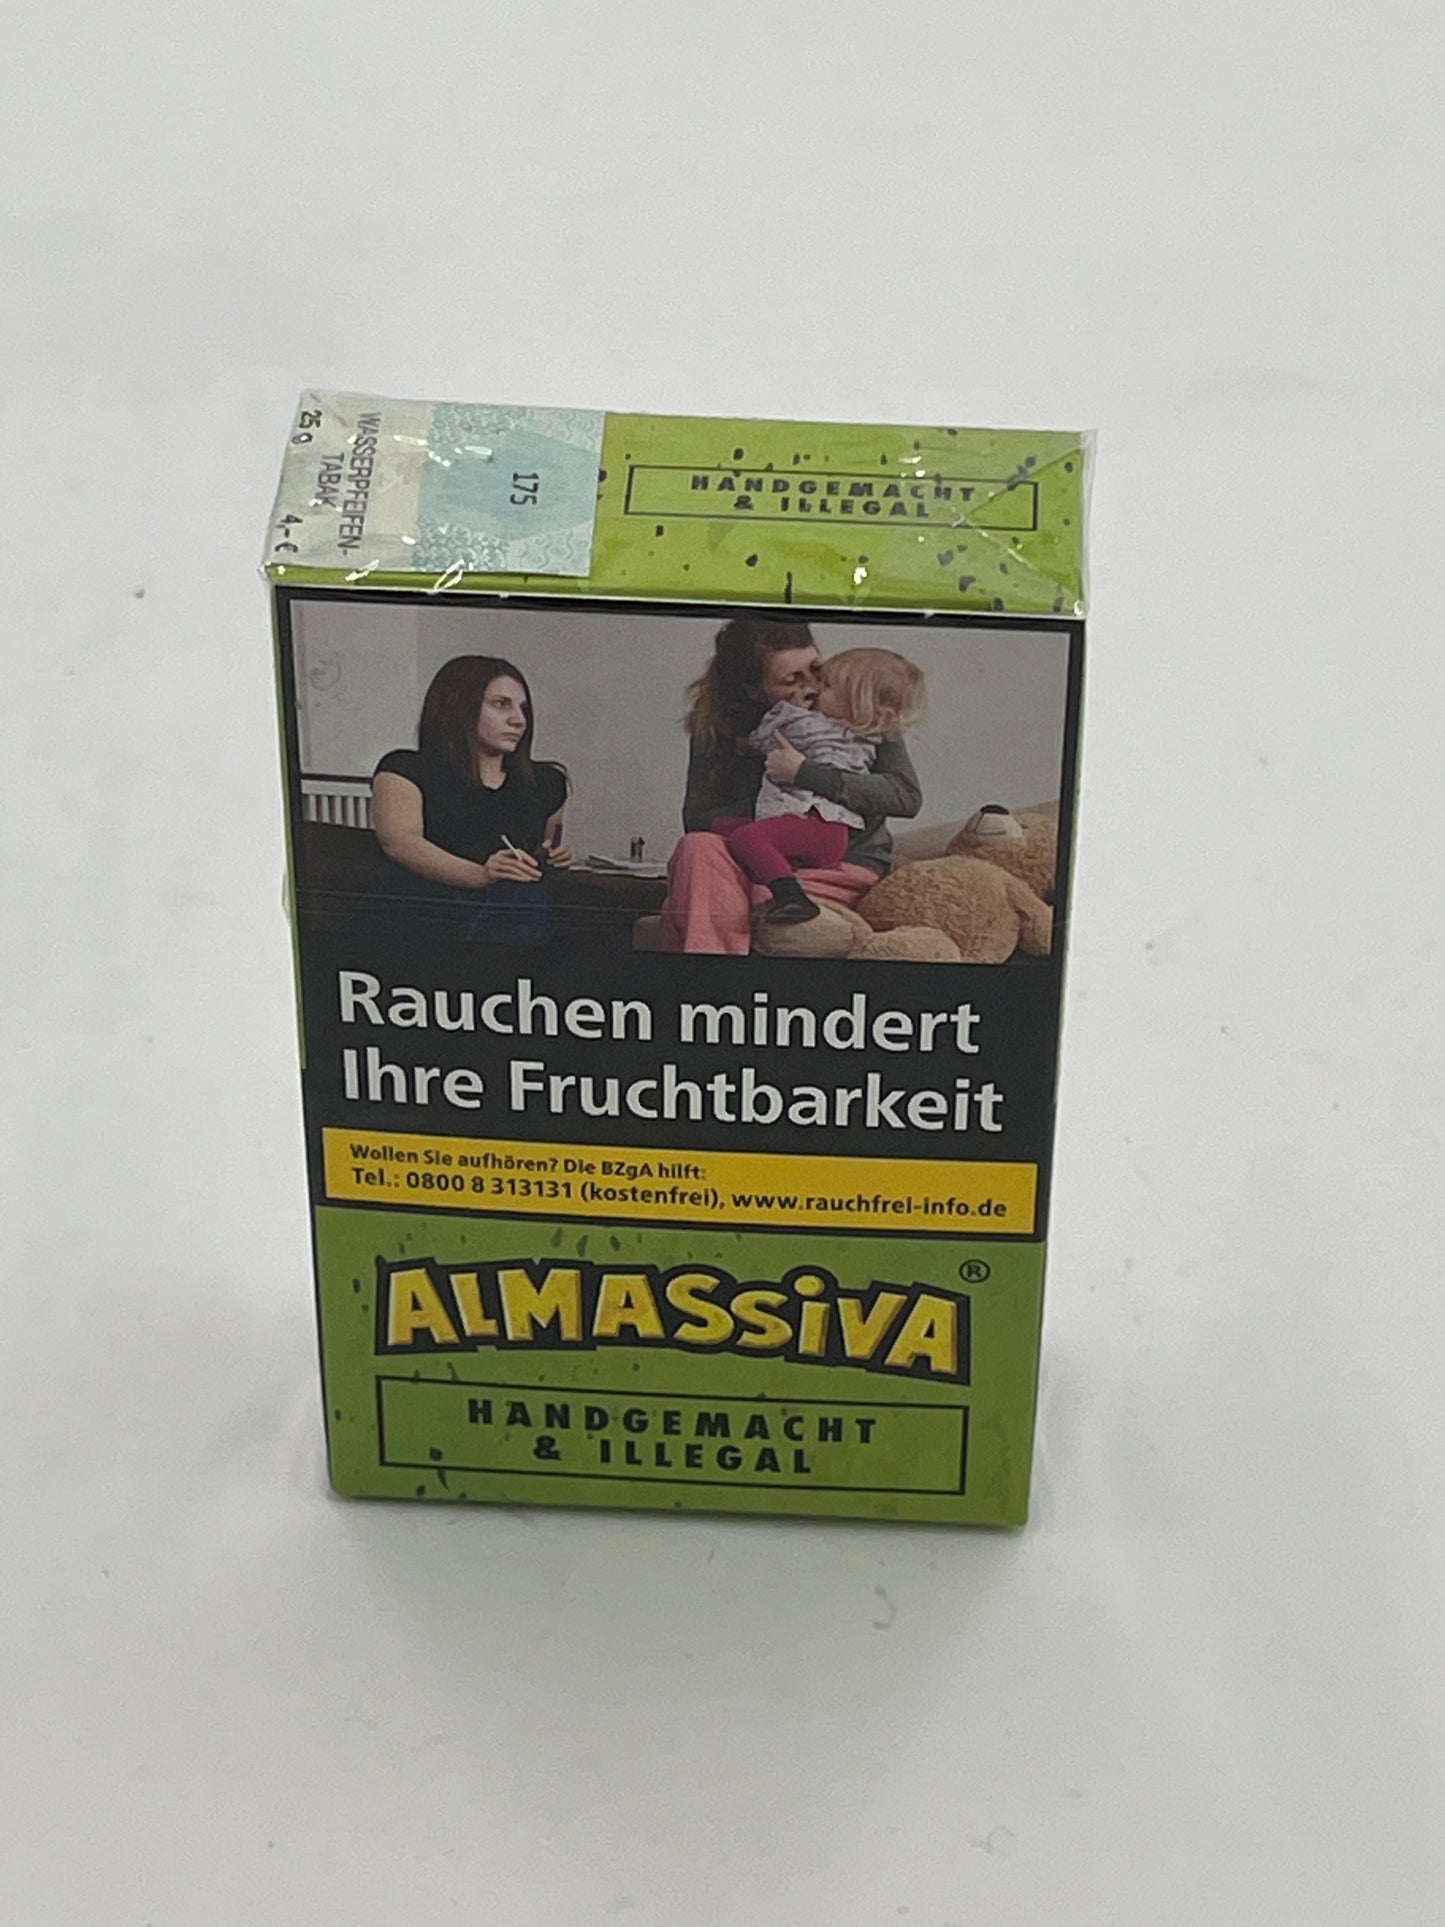 25 g
WASSERPFEIFEN-
TABAK
4,- €
175
HANDGEMACHT
& ILLEGAL
Rauchen mindert
Ihre Fruchtbarkeit
Wollen Sie aufhören? Die BZgA hilft:
Tel.: 0800 8 313131 (kostenfrei), www.rauchfrei-info.de
ALMASSiVA ®
HANDGEMACHT
& ILLEGAL